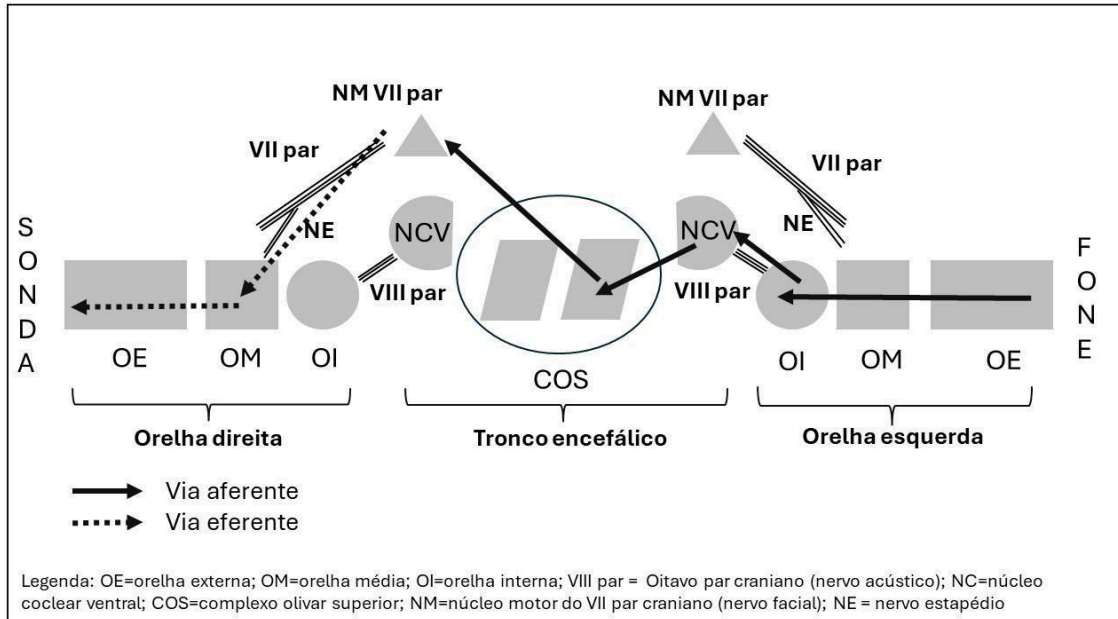 NM VII par
NM VII par
VII par
VII par
NE
NE
NCV
NCV
VIII par
VIII par
SONDA
FONE
OE
OM
OI
COS
OI
OM
OE
Orelha direita
Tronco encefálico
Orelha esquerda
Via aferente
Via eferente
Legenda: OE=orelha externa; OM=orelha média; OI=orelha interna; VIII par = Oitavo par craniano (nervo acústico); NC=núcleo
coclear ventral; COS=complexo olivar superior; NM=núcleo motor do VII par craniano (nervo facial); NE = nervo estapédio